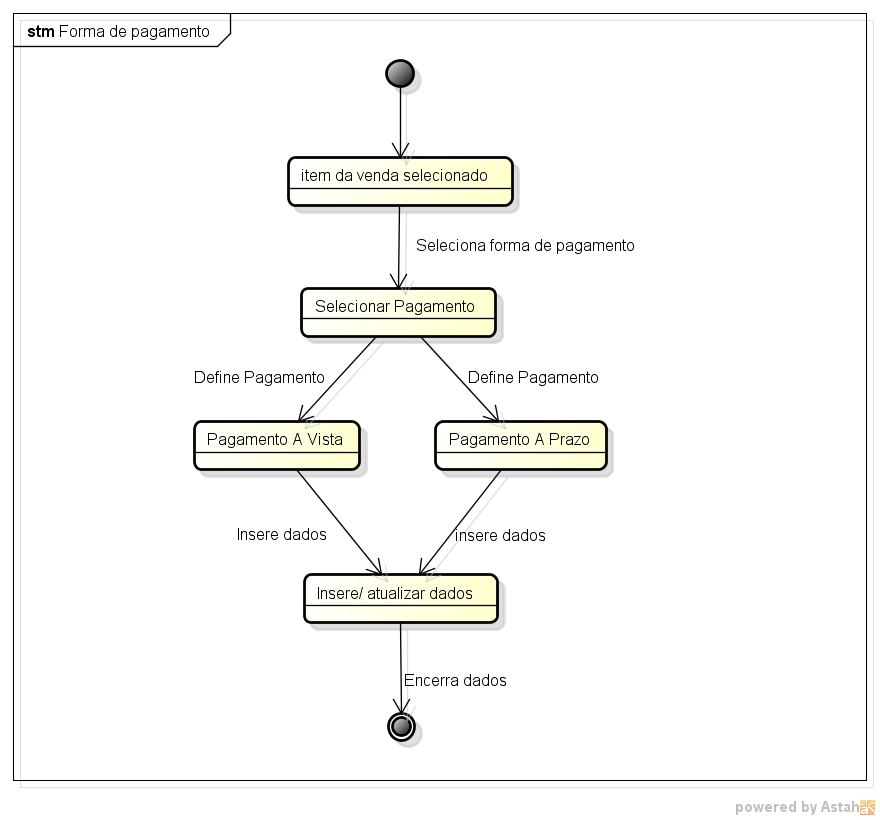 stm Forma de pagamento
item da venda selecionado
Seleciona forma de pagamento
Selecionar Pagamento
Define Pagamento
Define Pagamento
Pagamento A Vista
Pagamento A Prazo
Insere dados
insere dados
Insere/ atualizar dados
Encerra dados
powered by Astah